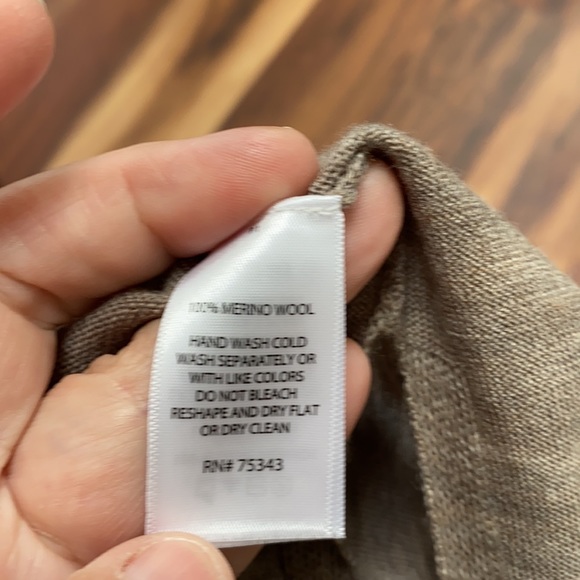 100% MERINO WOOL
HAND WASH COLD
WASH SEPARATELY OR
WITH LIKE COLORS
DO NOT BLEACH
RESHAPE AND DRY FLAT
OR DRY CLEAN
RN# 75343